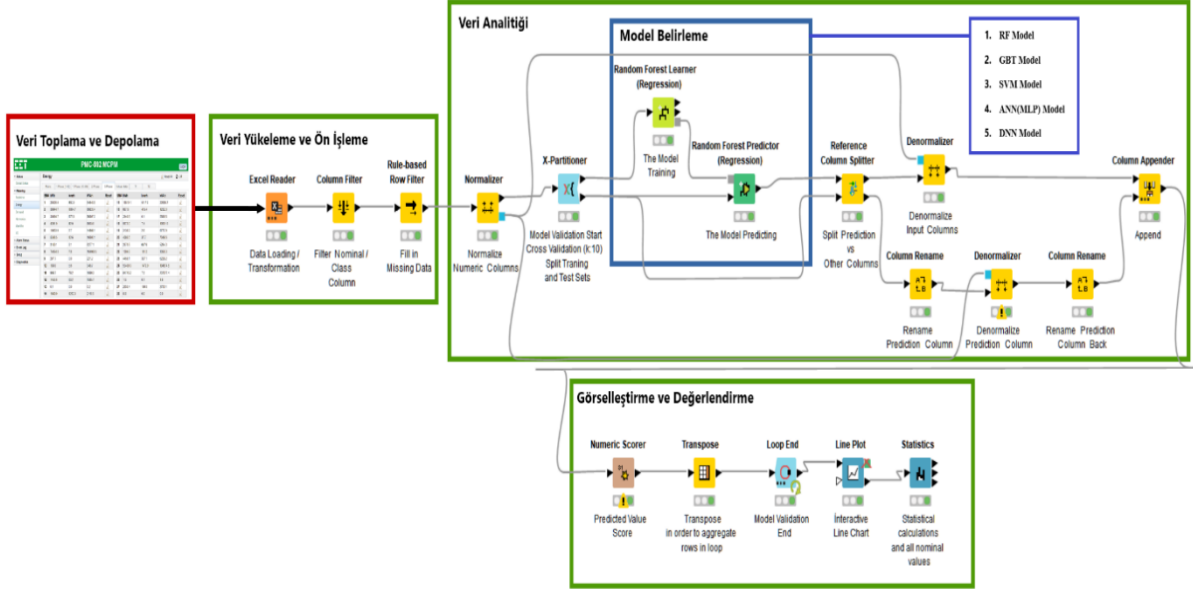 Veri Toplama ve Depolama
PMC-592 MCPIM
Veri Yükeleme ve Ön İşleme
Excel Reader
Data Loading /
Transformation
Column Filter
Filter Nominal /
Class
Column
Rule-based
Row Filter
Fill in
Missing Data
Veri Analitiği
Normalizer
Normalize
Numeric Columns
X-Partitioner
Model Validation Start
Cross Validation (k:10)
Split Traning
and Test Sets
Model Belirleme
Random Forest Learner
(Regression)
The Model
Training
Random Forest Predictor
(Regression)
The Model Predicting
1. RF Model
2. GBT Model
3. SVM Model
4. ANN(MLP) Model
5. DNN Model
Reference
Column Splitter
Split Prediction
vs
Other Columns
Denormalizer
Denormalize
Input Columns
Column Rename
Rename
Prediction Column
Denormalizer
Denormalize
Prediction Column
Column Rename
Rename Prediction
Column Back
Column Appender
Append
Görselleştirme ve Değerlendirme
Numeric Scorer
Predicted Value
Score
Transpose
Transpose
in order to aggregate
rows in loop
Loop End
Model Validation
End
Line Plot
İnteractive
Line Chart
Statistics
Statistical
calculations
and all nominal
values